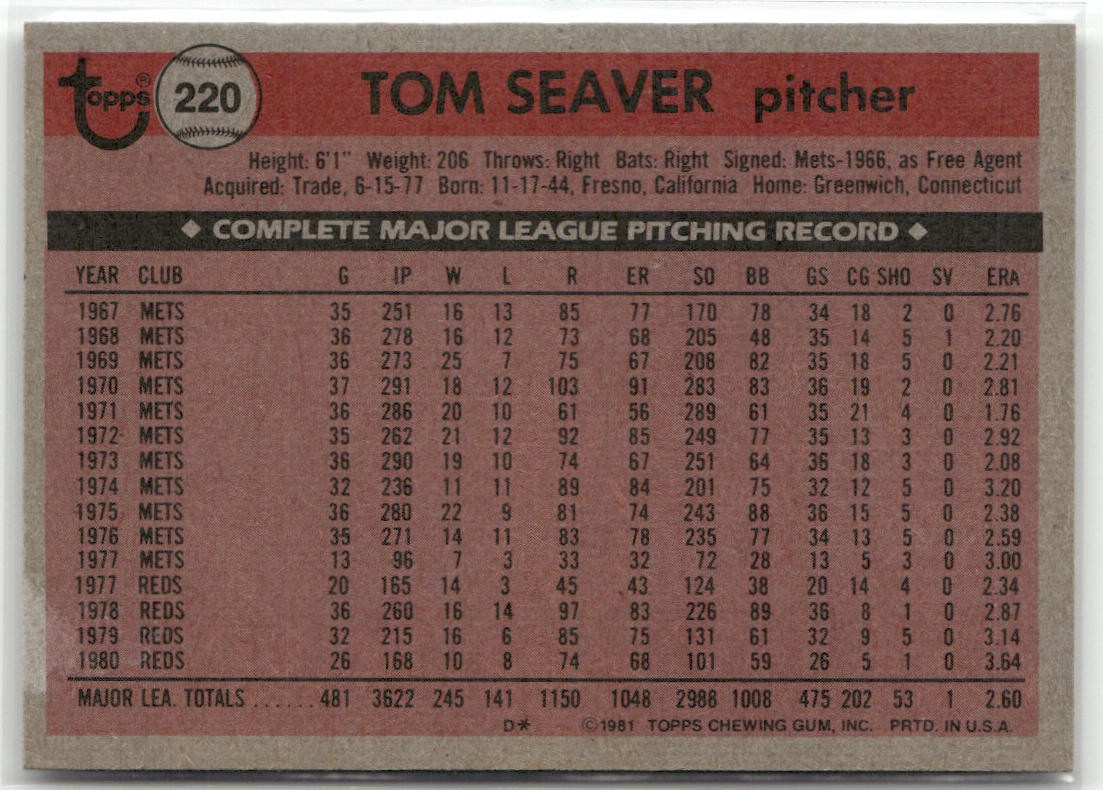 Topps® 220 TOM SEAVER pitcher
Height: 6'1" Weight: 206 Throws: Right Bats: Right Signed: Mets-1966, as Free Agent
Acquired: Trade, 6-15-77 Born: 11-17-44, Fresno, California Home: Greenwich, Connecticut
◆ COMPLETE MAJOR LEAGUE PITCHING RECORD ◆
YEAR CLUB G IP W L R ER SO BB GS CG SHO SV ERA
1967 METS 35 251 16 13 85 77 170 78 34 18 2 0 2.76
1968 METS 36 278 16 12 73 68 205 48 35 14 5 1 2.20
1969 METS 36 273 25 7 75 67 208 82 35 18 5 0 2.21
1970 METS 37 291 18 12 103 91 283 83 36 19 2 0 2.81
1971 METS 36 286 20 10 61 56 289 61 35 21 4 0 1.76
1972 METS 35 262 21 12 92 85 249 77 35 13 3 0 2.92
1973 METS 36 290 19 10 74 67 251 64 36 18 3 0 2.08
1974 METS 32 236 11 11 89 84 201 75 32 12 5 0 3.20
1975 METS 36 280 22 9 81 74 243 88 36 15 5 0 2.38
1976 METS 35 271 14 11 83 78 235 77 34 13 5 0 2.59
1977 METS 13 96 7 3 33 32 72 28 13 5 3 0 3.00
1977 REDS 20 165 14 3 45 43 124 38 20 14 4 0 2.34
1978 REDS 36 260 16 14 97 83 226 89 36 8 1 0 2.87
1979 REDS 32 215 16 6 85 75 131 61 32 9 5 0 3.14
1980 REDS 26 168 10 8 74 68 101 59 26 5 1 0 3.64
MAJOR LEA. TOTALS ...... 481 3622 245 141 1150 1048 2988 1008 475 202 53 1 2.60
D* ©1981 TOPPS CHEWING GUM, INC. PRTD. IN U.S.A.